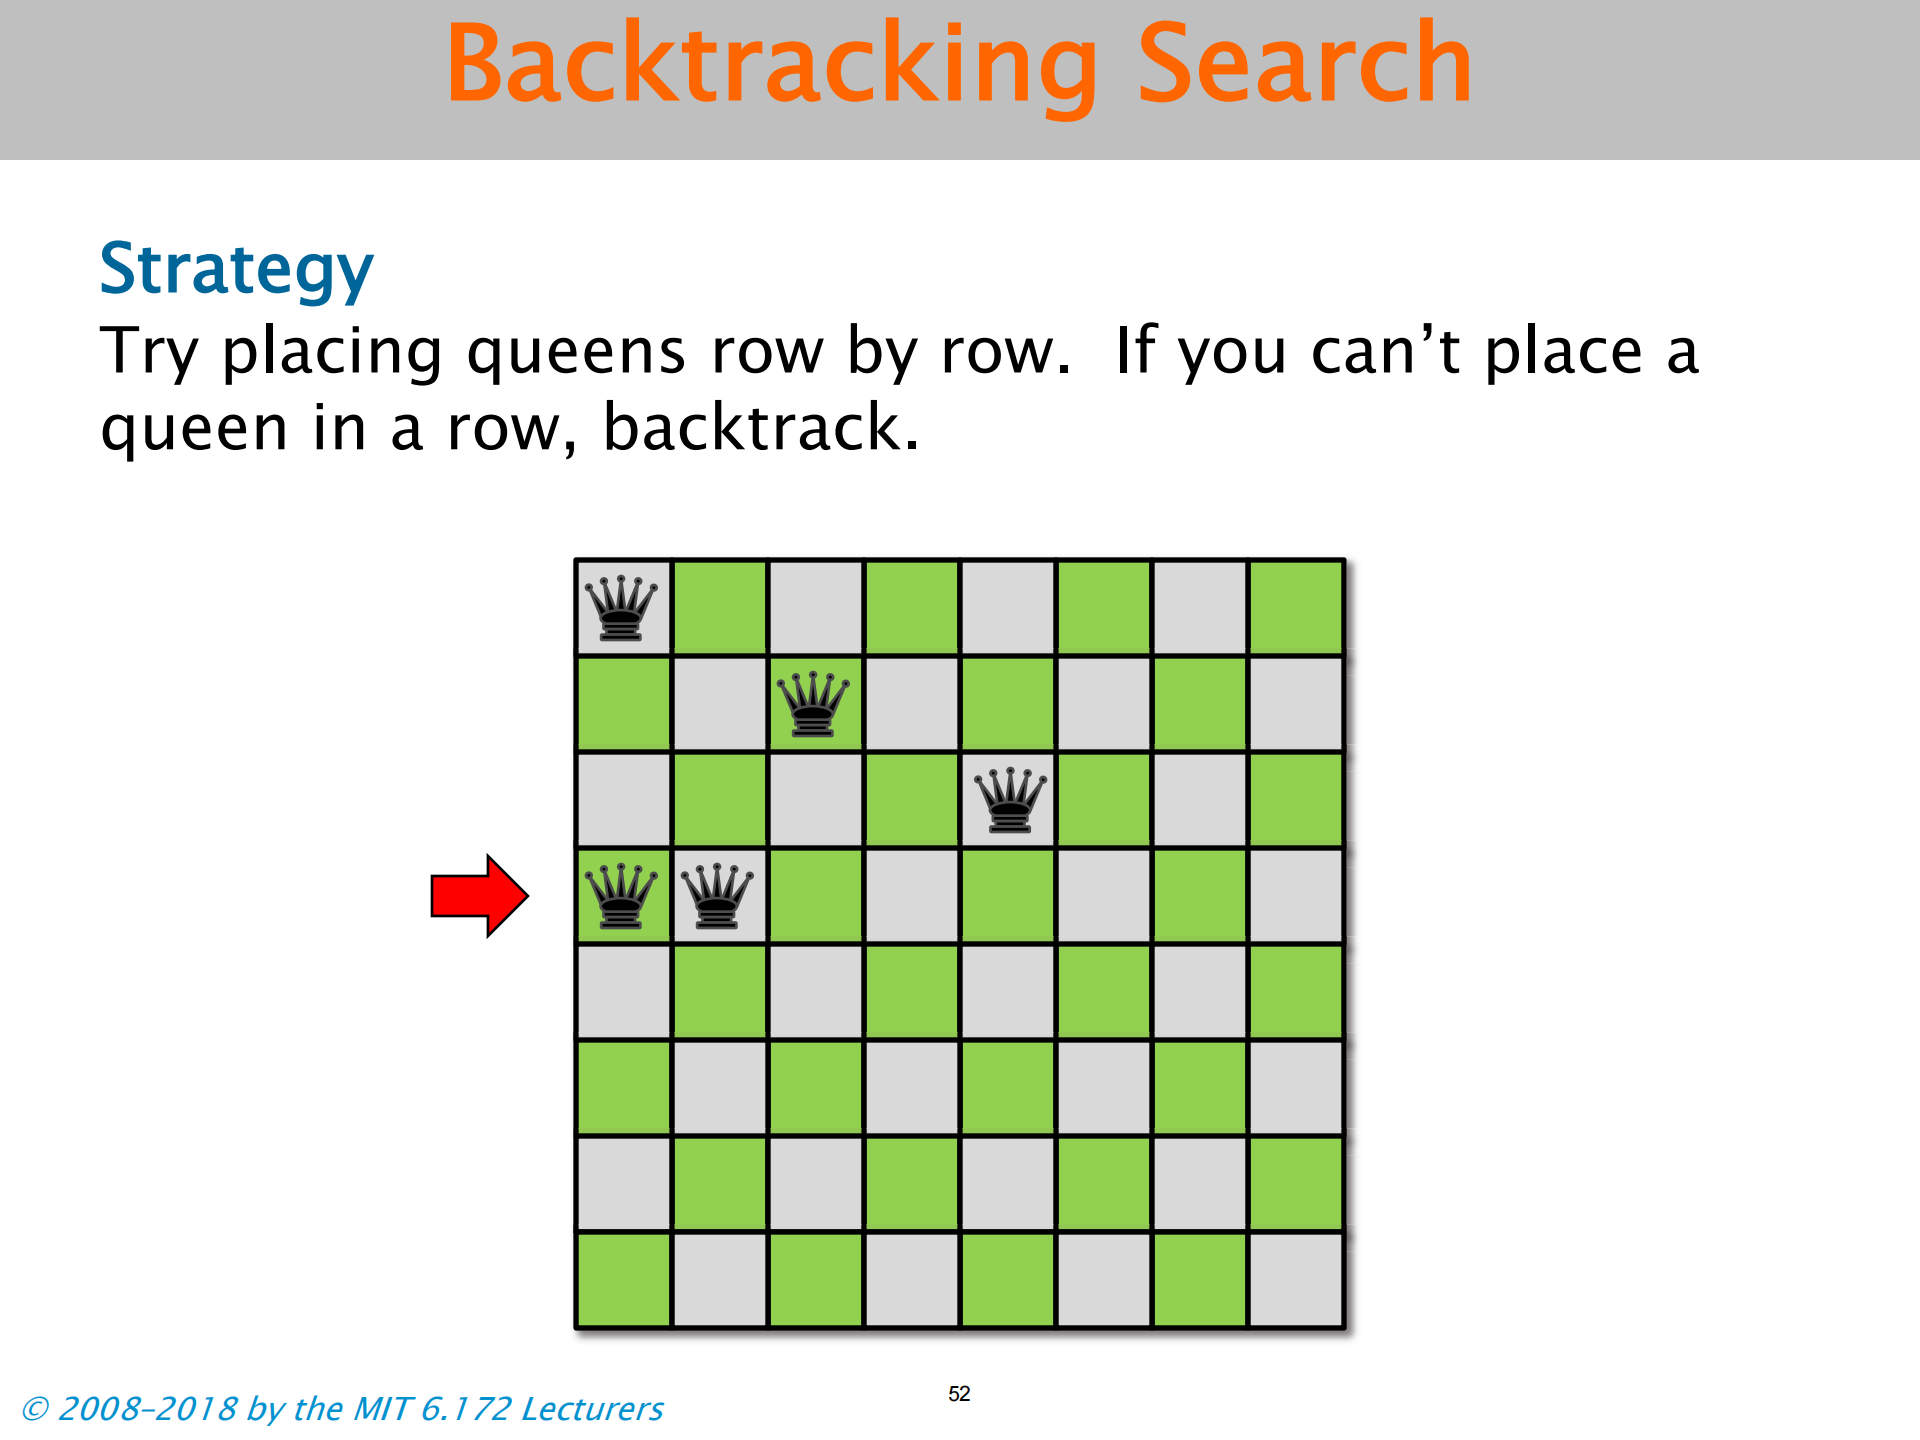 Backtracking Search
Strategy
Try placing queens row by row.  If you can’t place a
queen in a row, backtrack.
© 2008–2018 by the MIT 6.172 Lecturers
52